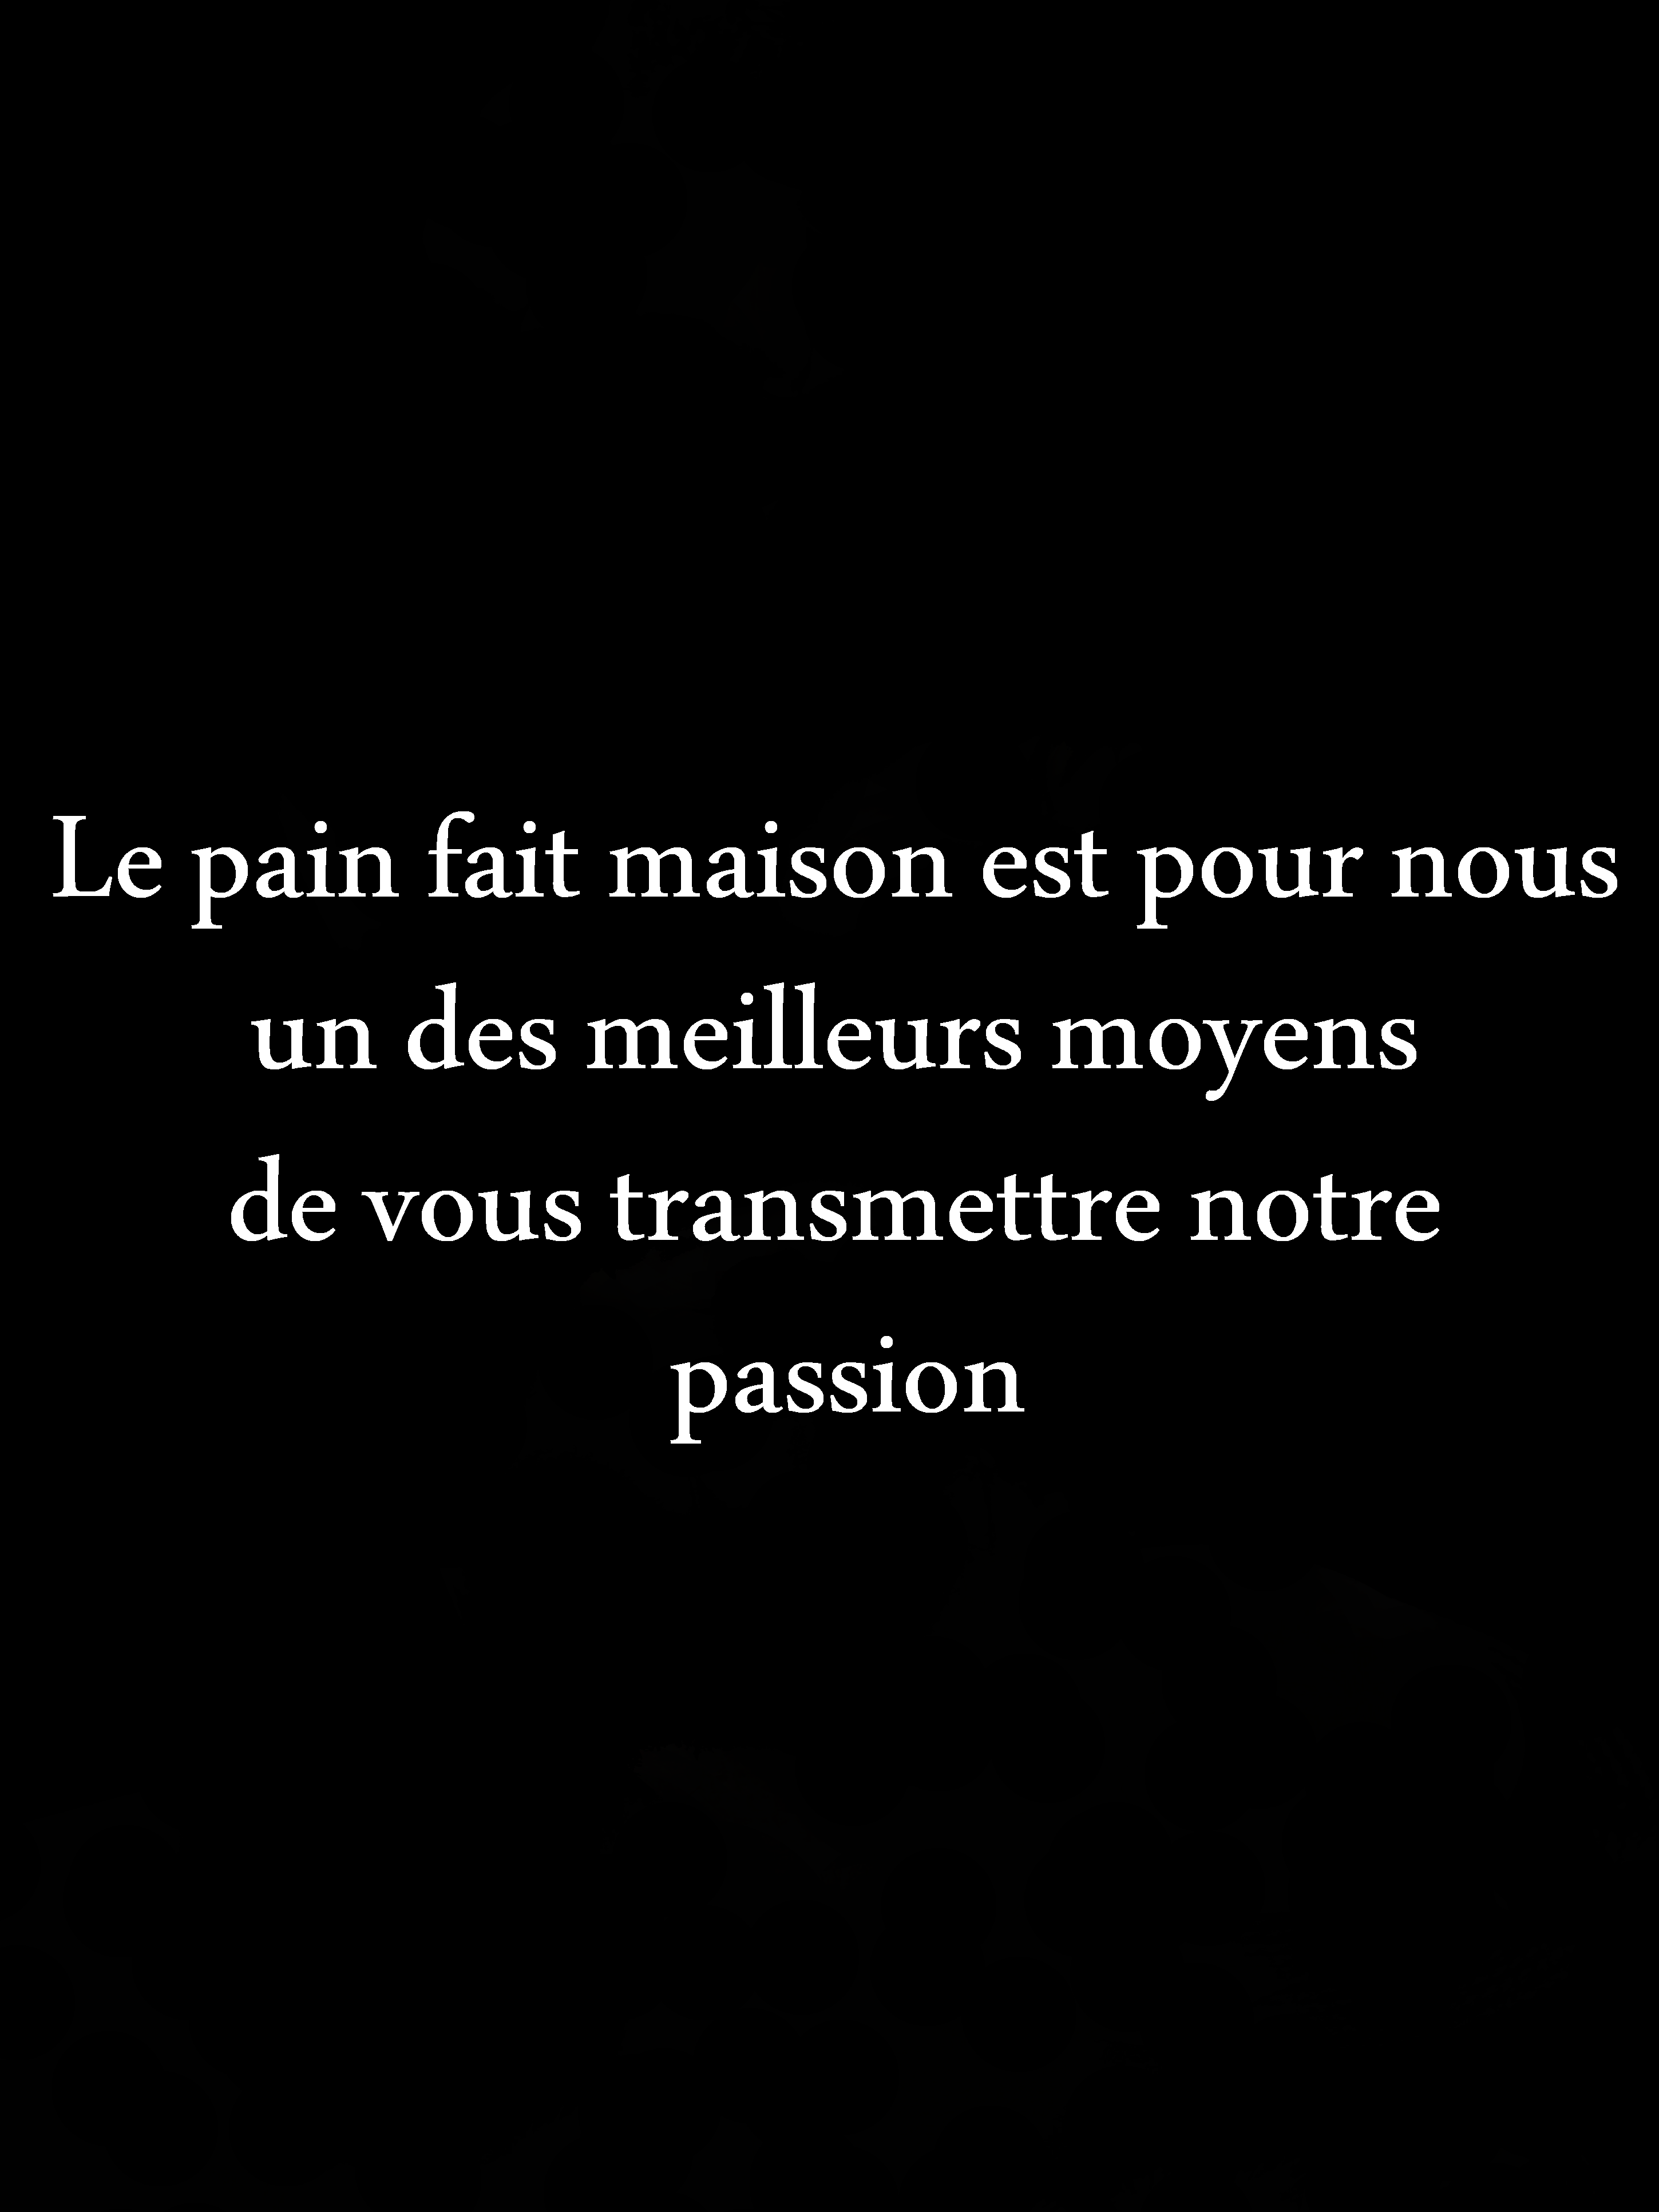 Le pain fait maison est pour nous
un des meilleurs moyens
de vous transmettre notre
passion